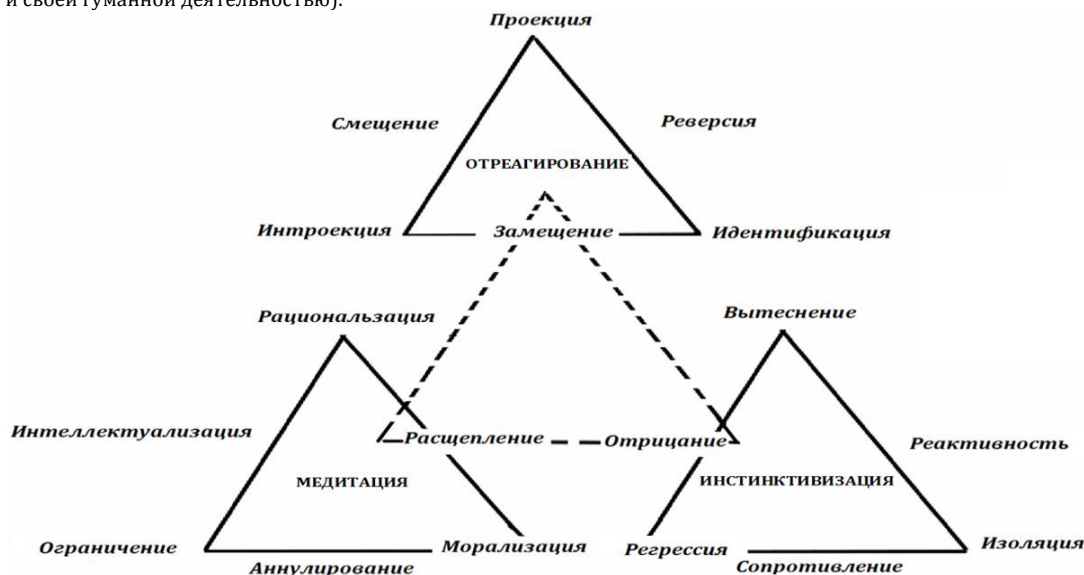 и своей гуманной деятельностью).
Проекция
Смещение
Реверсия
ОТРЕАГИРОВАНИЕ
Интроекция
Замещение
Идентификация
Рациональзация
Вытеснение
Интеллектуализация
Расщепление
Отрицание
Реактивность
МЕДИТАЦИЯ
ИНСТИНКТИВИЗАЦИЯ
Ограничение
Морализация
Регрессия
Изоляция
Аннулирование
Сопротивление